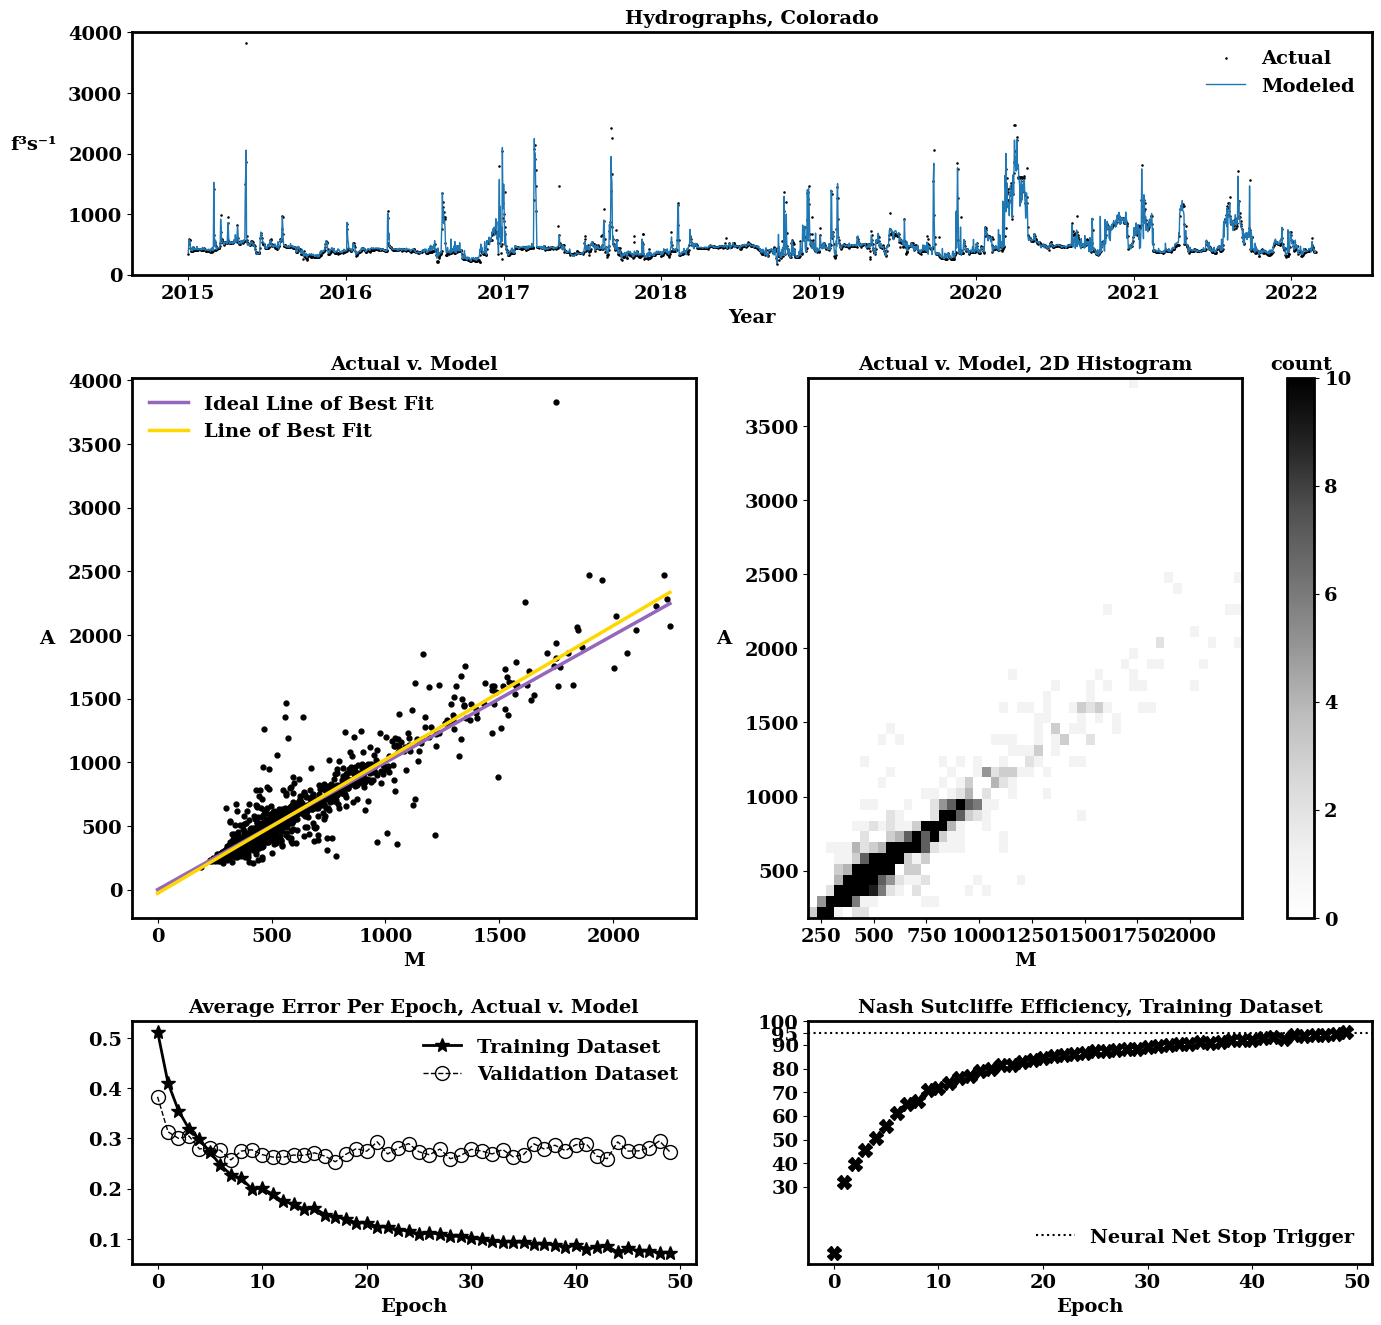 Hydrographs, Colorado
4000
3000
f³s⁻¹
2000
1000
0
Actual
Modeled
2015 2016 2017 2018 2019 2020 2021 2022
Year
Actual v. Model
4000
3500
3000
2500
A
2000
1500
1000
500
0
Ideal Line of Best Fit
Line of Best Fit
0 500 1000 1500 2000
M
Actual v. Model, 2D Histogram
3500
3000
2500
A
2000
1500
1000
500
250 500 750 1000 1250 1500 1750 2000
M
count
10
8
6
4
2
0
Average Error Per Epoch, Actual v. Model
0.5
0.4
0.3
0.2
0.1
Training Dataset
Validation Dataset
0 10 20 30 40 50
Epoch
Nash Sutcliffe Efficiency, Training Dataset
100
95
90
80
70
60
50
40
30
Neural Net Stop Trigger
0 10 20 30 40 50
Epoch